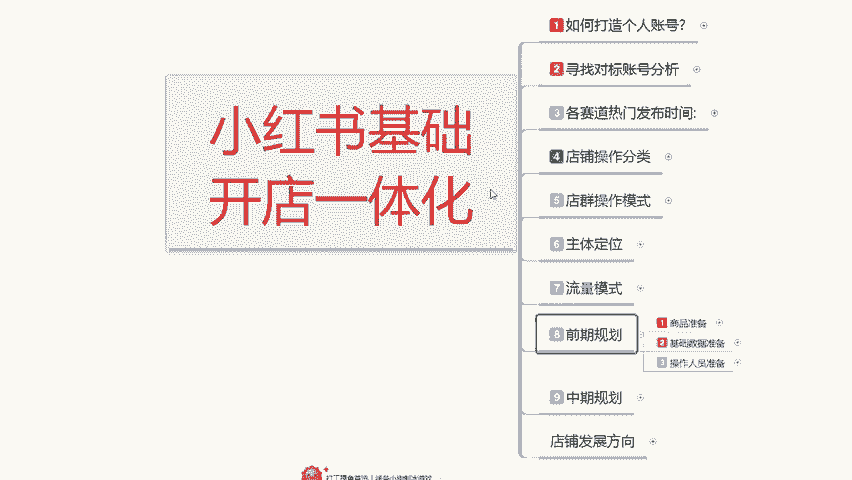 小红书基础
开店一体化
1 如何打造个人账号?
2 寻找对标账号分析
3 各赛道热门发布时间:
4 店铺操作分类
5 店群操作模式
6 主体定位
7 流量模式
8 前期规划
1 商品准备
2 基础数据准备
3 操作人员准备
9 中期规划
店铺发展方向